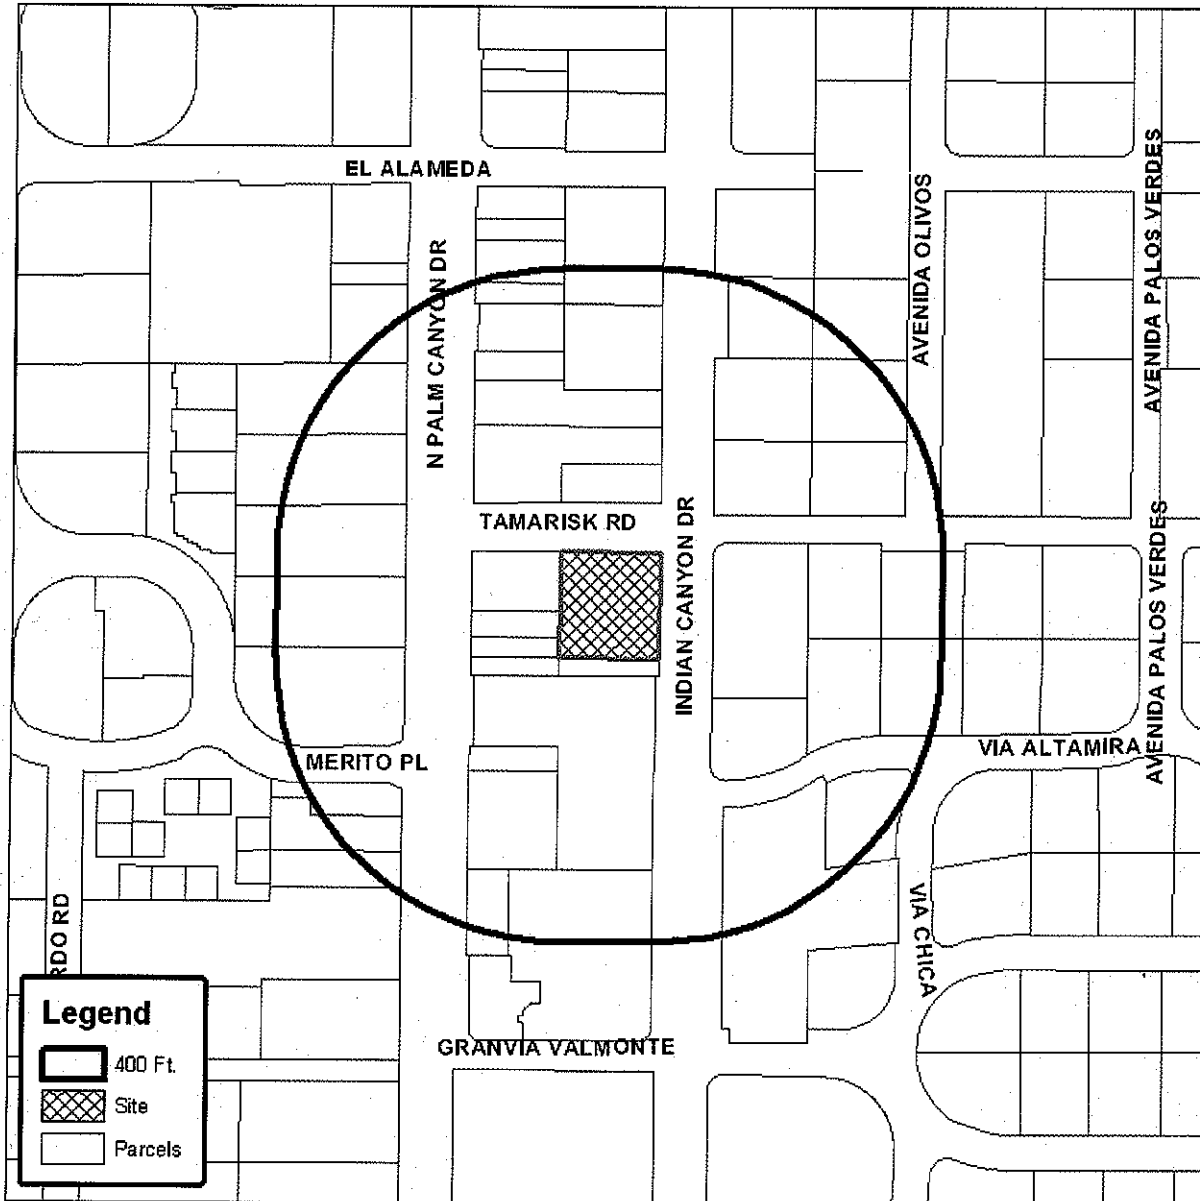 EL ALAMEDA
N PALM CANYON DR
AVENIDA OLIVOS
AVENIDA PALOS VERDES
TAMARISK RD
INDIAN CANYON DR
AVENIDA PALOS VERDES
MERITO PL
VIA ALTAMIRA
VIA CHICA
RDO RD
GRANVIA VALMONTE
Legend
400 Ft.
Site
Parcels